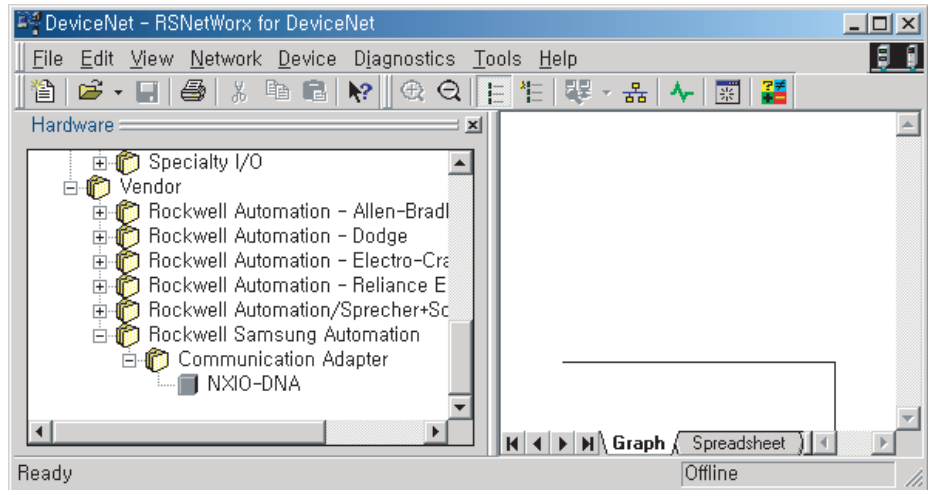 DeviceNet - RSNetWorx for DeviceNet
File Edit View Network Device Diagnostics Tools Help
Hardware
Specialty I/O
Vendor
Rockwell Automation - Allen-Bradl
Rockwell Automation - Dodge
Rockwell Automation - Electro-Cra
Rockwell Automation - Reliance E
Rockwell Automation/Sprecher+Sc
Rockwell Samsung Automation
Communication Adapter
NXIO-DNA
Graph Spreadsheet
Ready Offline